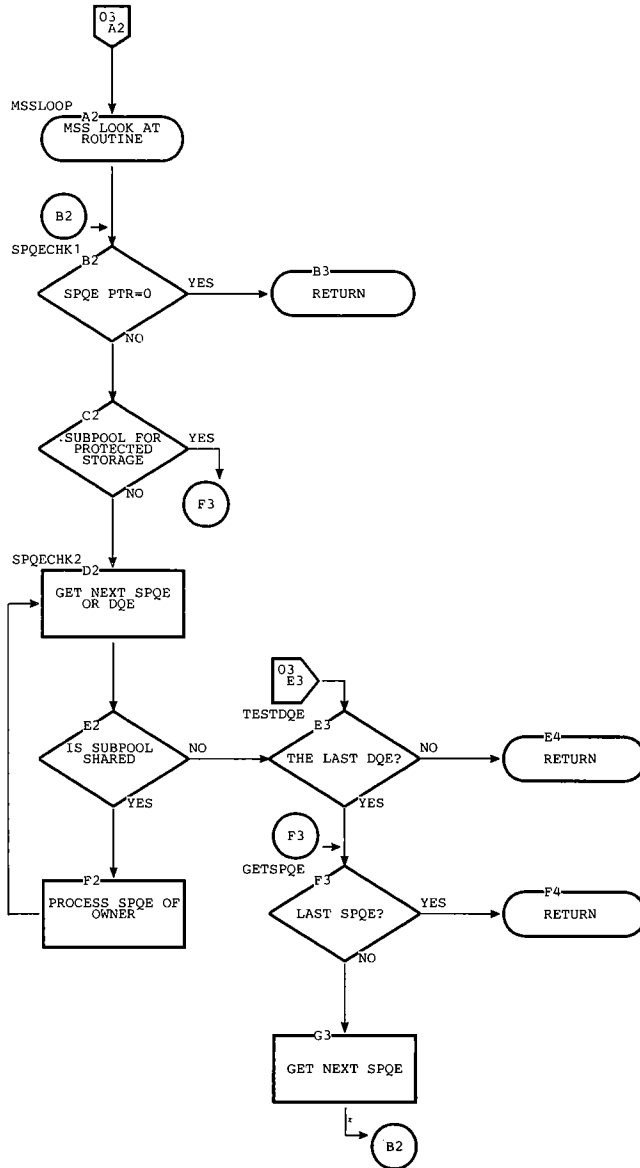 03
A2
MSSLOOP
A2
MSS LOOK AT
ROUTINE
B2
SPQECHK1
B2
SPQE PTR=0
YES
NO
B3
RETURN
C2
.SUBPOOL FOR
PROTECTED
STORAGE
YES
NO
F3
SPQECHK2
D2
GET NEXT SPQE
OR DQE
03
E3
TESTDQE
E2
IS SUBPOOL
SHARED
NO
YES
E3
THE LAST DQE?
NO
YES
E4
RETURN
F3
GETSPQE
F2
PROCESS SPQE OF
OWNER
F3
LAST SPQE?
YES
NO
F4
RETURN
G3
GET NEXT SPQE
B2